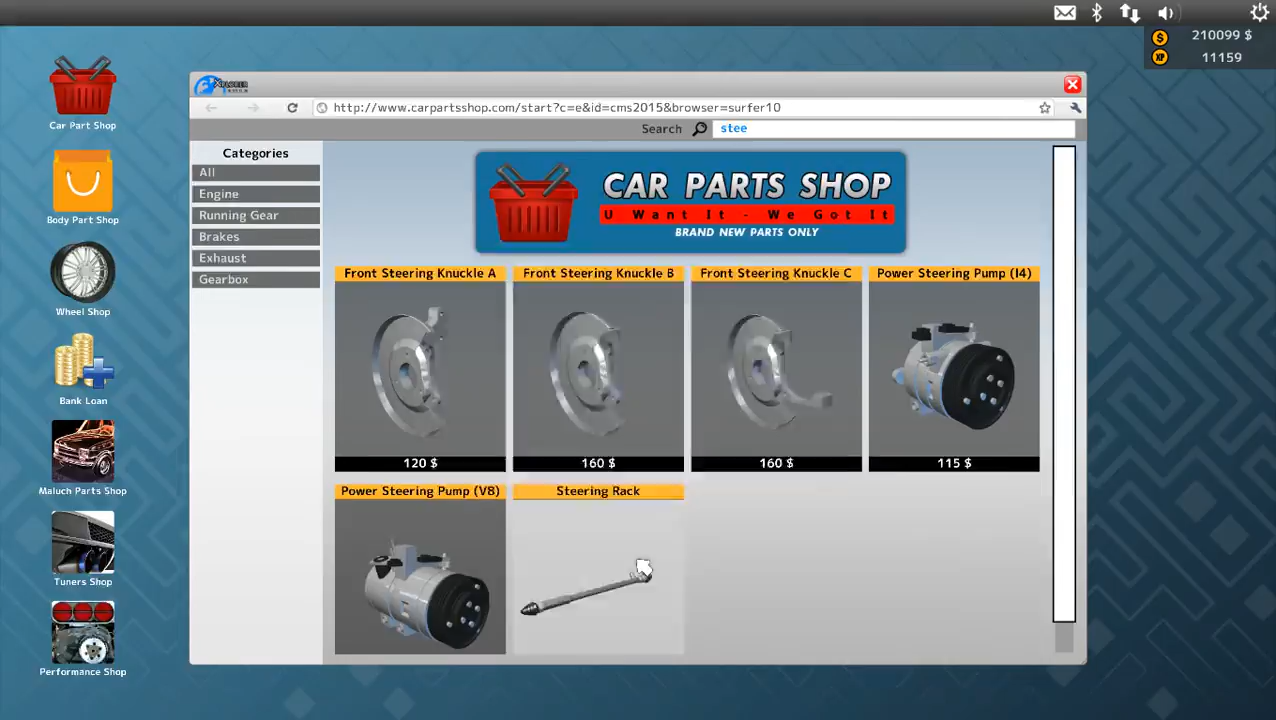 210099 $
11159
Car Part Shop
Body Part Shop
Wheel Shop
Bank Loan
Maluch Parts Shop
Tuners Shop
Performance Shop
http://www.carpartsshop.com/start?c=e&id=cms2015&browser=surfer10
Search stee
Categories
All
Engine
Running Gear
Brakes
Exhaust
Gearbox
CAR PARTS SHOP
U Want It - We Got It
BRAND NEW PARTS ONLY
Front Steering Knuckle A
120 $
Front Steering Knuckle B
160 $
Front Steering Knuckle C
160 $
Power Steering Pump (I4)
115 $
Power Steering Pump (V8)
Steering Rack